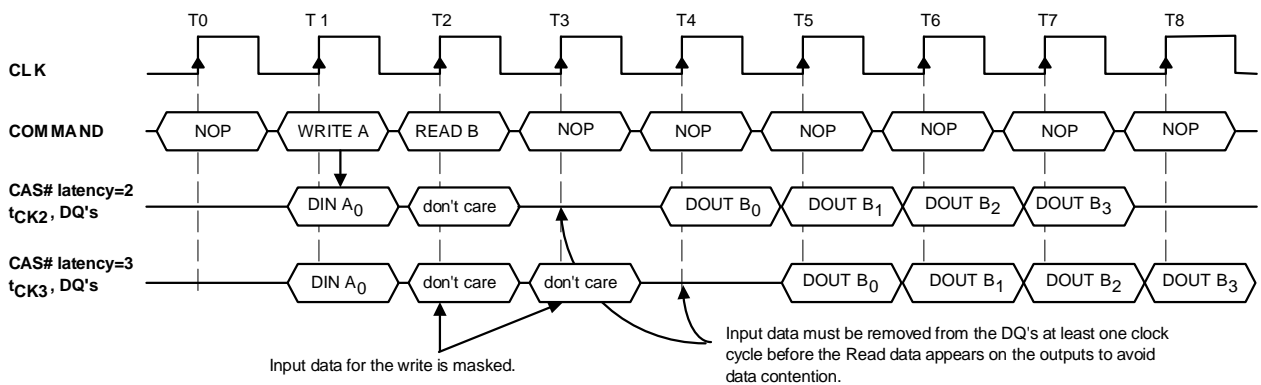 T0 T1 T2 T3 T4 T5 T6 T7 T8
CLK
COMMAND NOP WRITE A READ B NOP NOP NOP NOP NOP NOP
CAS# latency=2
tCK2, DQ's DIN A0 don't care DOUT B0 DOUT B1 DOUT B2 DOUT B3
CAS# latency=3
tCK3, DQ's DIN A0 don't care don't care DOUT B0 DOUT B1 DOUT B2 DOUT B3
Input data for the write is masked.
Input data must be removed from the DQ's at least one clock
cycle before the Read data appears on the outputs to avoid
data contention.